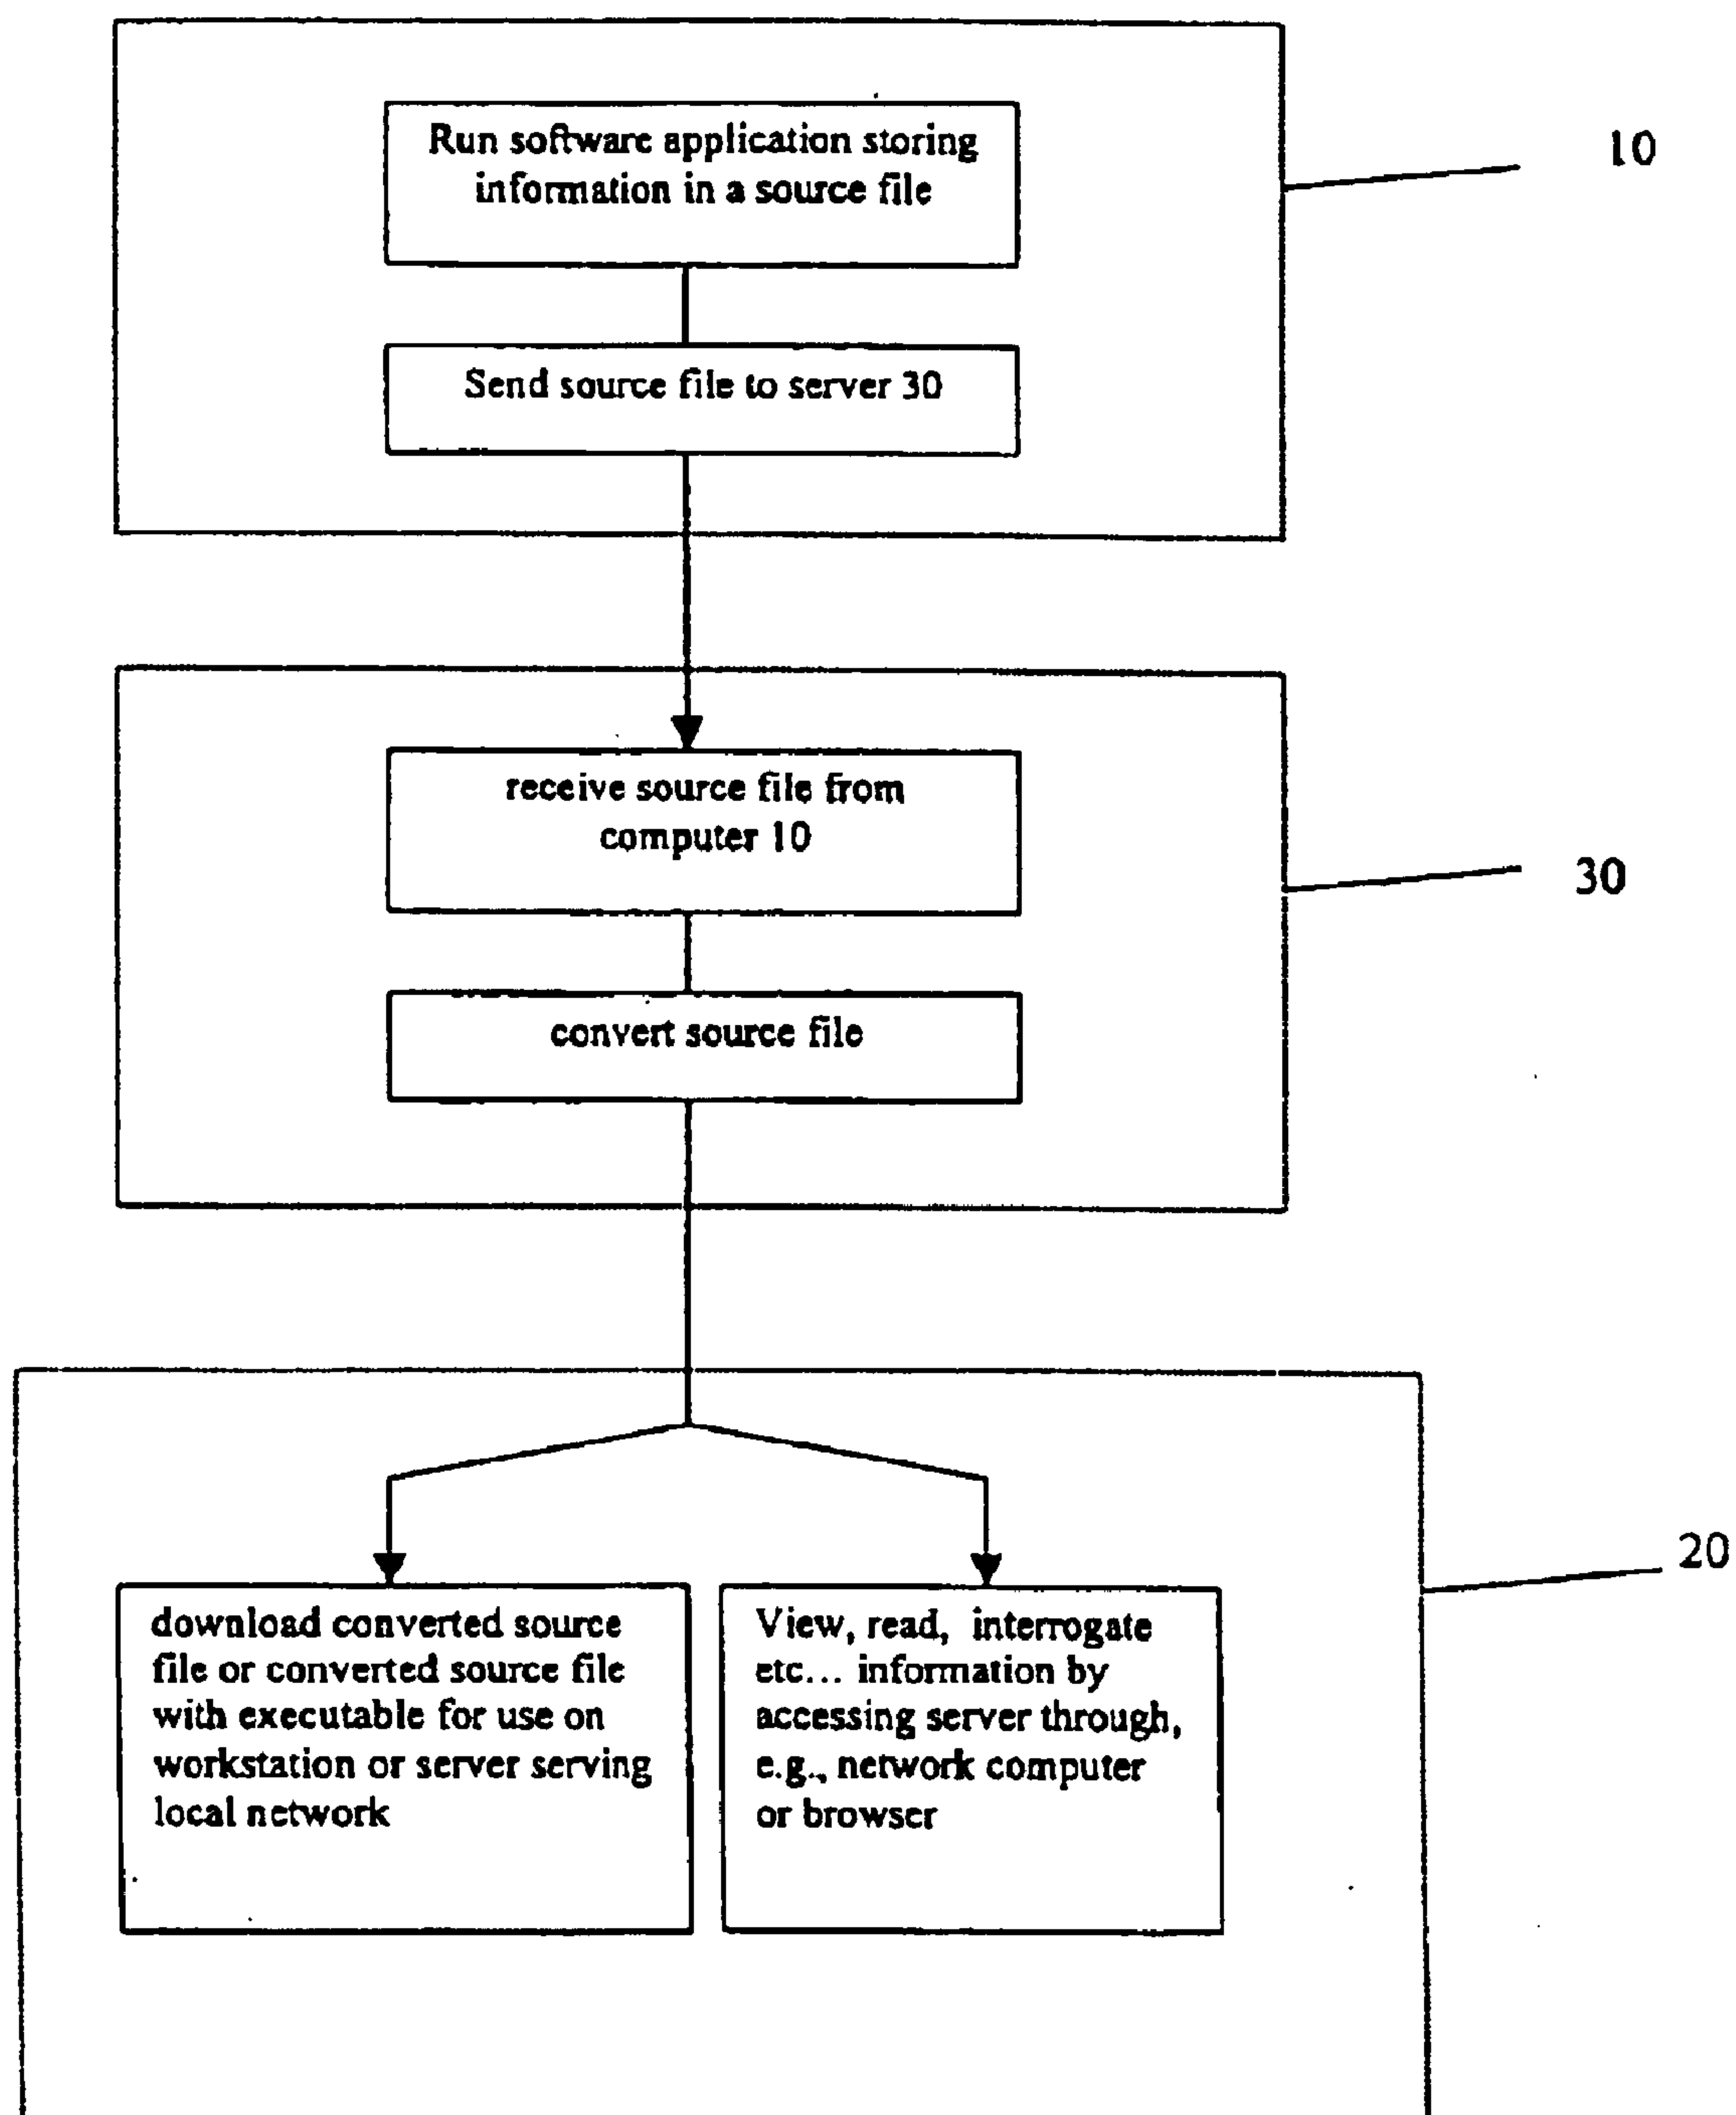 Run software application storing
information in a source file
10
Send source file to server 30
receive source file from
computer 10
30
convert source file
20
download converted source
file or converted source file
with executable for use on
workstation or server serving
local network
View, read, interrogate
etc... information by
accessing server through,
e.g., network computer
or browser